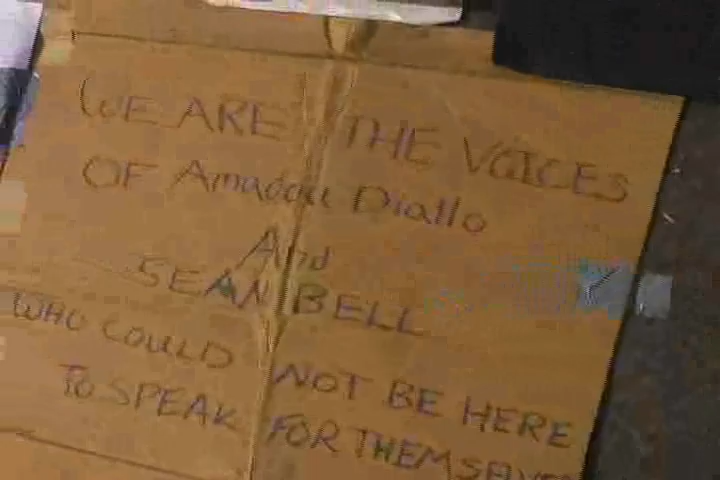 WE ARE THE VOICES
OF Amadou Diallo
And
SEAN BELL
WHO COULD NOT BE HERE
TO SPEAK FOR THEMSELVES